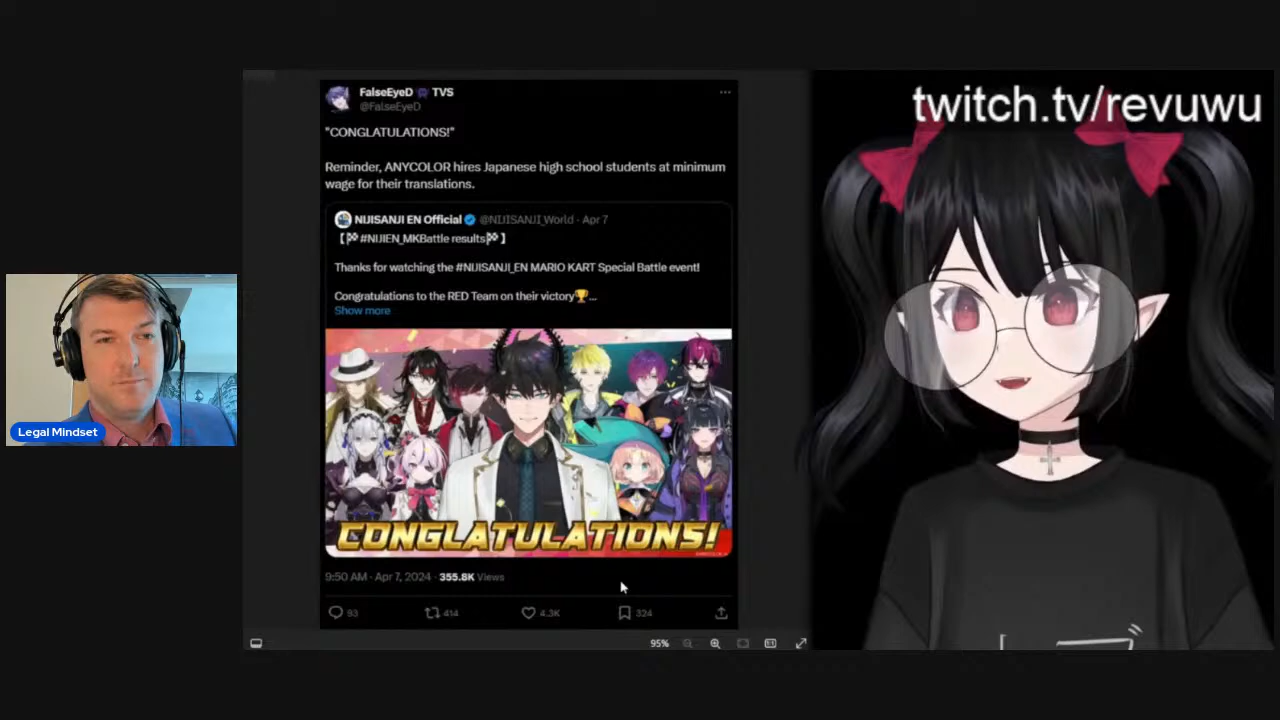 twitch.tv/revuwu
FalseEyeD TVS
@FalseEyeD
"CONGLATULATIONS!"
Reminder, ANYCOLOR hires Japanese high school students at minimum
wage for their translations.
NIJISANJI EN Official @NIJISANJI_World · Apr 7
【🏁#NIJIEN_MKBattle results🏁】
Thanks for watching the #NIJISANJI_EN MARIO KART Special Battle event!
Congratulations to the RED Team on their victory🏆...
Show more
CONGLATULATIONS!
9:50 AM · Apr 7, 2024 · 355.8K Views
93 414 4.3K 324
95%
Legal Mindset